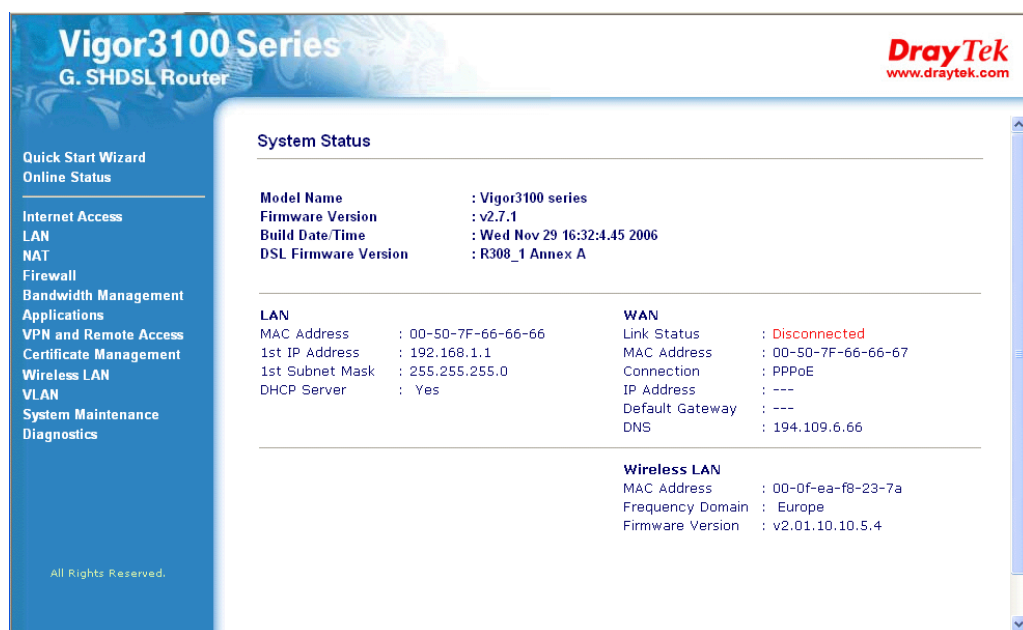 Vigor3100 Series
G. SHDSL Router
DrayTek
www.draytek.com
Quick Start Wizard
Online Status
Internet Access
LAN
NAT
Firewall
Bandwidth Management
Applications
VPN and Remote Access
Certificate Management
Wireless LAN
VLAN
System Maintenance
Diagnostics
All Rights Reserved.
System Status
Model Name : Vigor3100 series
Firmware Version : v2.7.1
Build Date/Time : Wed Nov 29 16:32:4.45 2006
DSL Firmware Version : R308_1 Annex A
LAN
MAC Address : 00-50-7F-66-66-66
1st IP Address : 192.168.1.1
1st Subnet Mask : 255.255.255.0
DHCP Server : Yes
WAN
Link Status : Disconnected
MAC Address : 00-50-7F-66-66-67
Connection : PPPoE
IP Address : ---
Default Gateway : ---
DNS : 194.109.6.66
Wireless LAN
MAC Address : 00-0f-ea-f8-23-7a
Frequency Domain : Europe
Firmware Version : v2.01.10.10.5.4